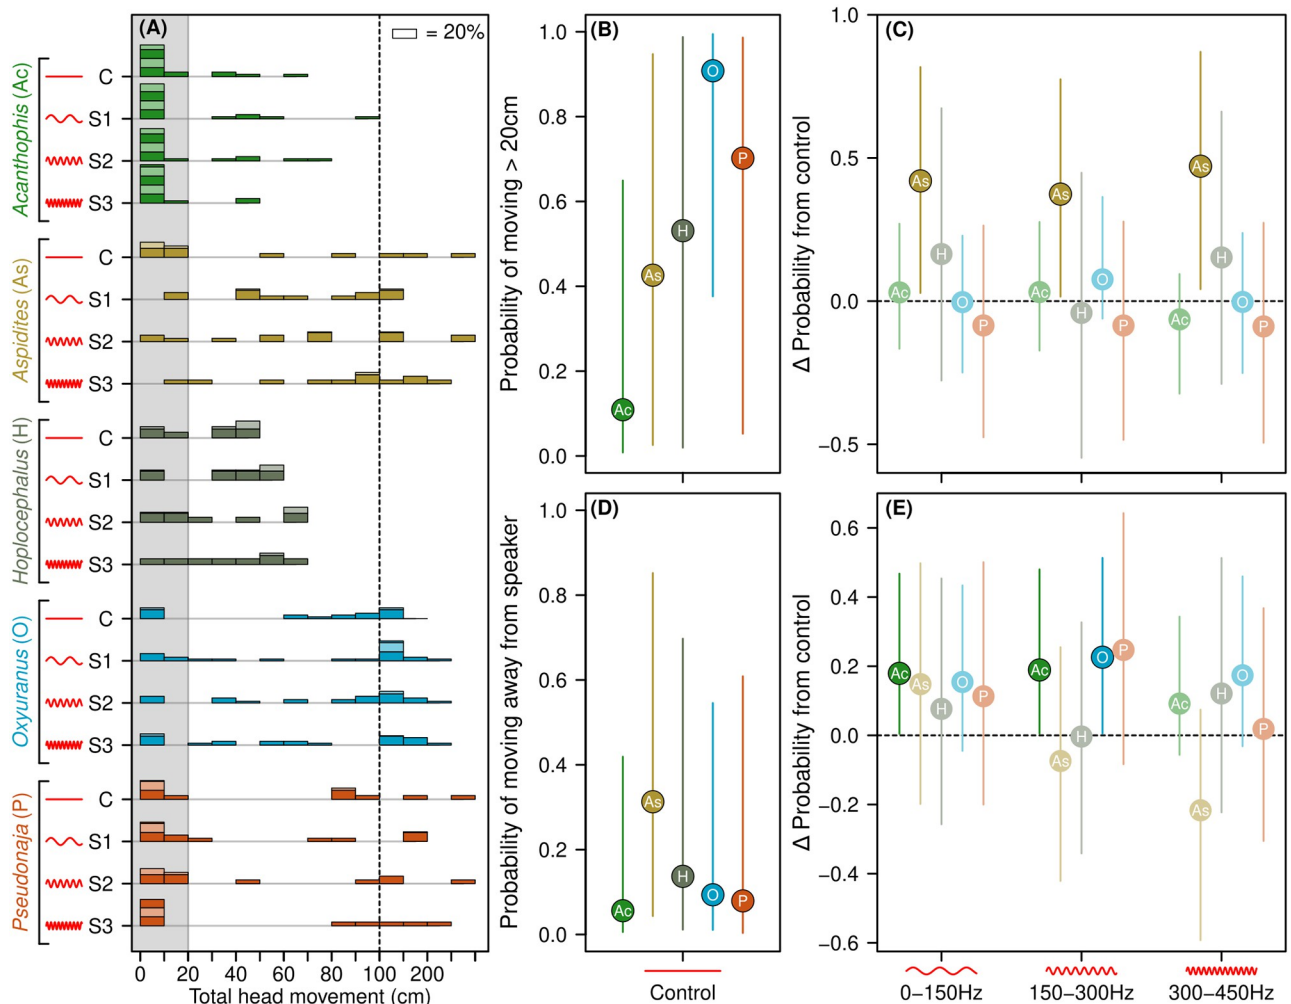 (A)
= 20%
Acanthophis (Ac)
C
S1
S2
S3
Aspidites (As)
C
S1
S2
S3
Hoplocephalus (H)
C
S1
S2
S3
Oxyuranus (O)
C
S1
S2
S3
Pseudonaja (P)
C
S1
S2
S3
0 20 40 60 80 100 200
Total head movement (cm)
(B)
Probability of moving > 20cm
1.0
0.8
0.6
0.4
0.2
0.0
Ac As H O P
(C)
Δ Probability from control
1.0
0.5
0.0
−0.5
Ac As H O P
Ac As H O P
Ac As H O P
(D)
Probability of moving away from speaker
1.0
0.8
0.6
0.4
0.2
0.0
Ac As H O P
Control
(E)
Δ Probability from control
0.6
0.4
0.2
0.0
−0.2
−0.4
−0.6
Ac As H O P
Ac As H O P
Ac As H O P
0−150Hz 150−300Hz 300−450Hz